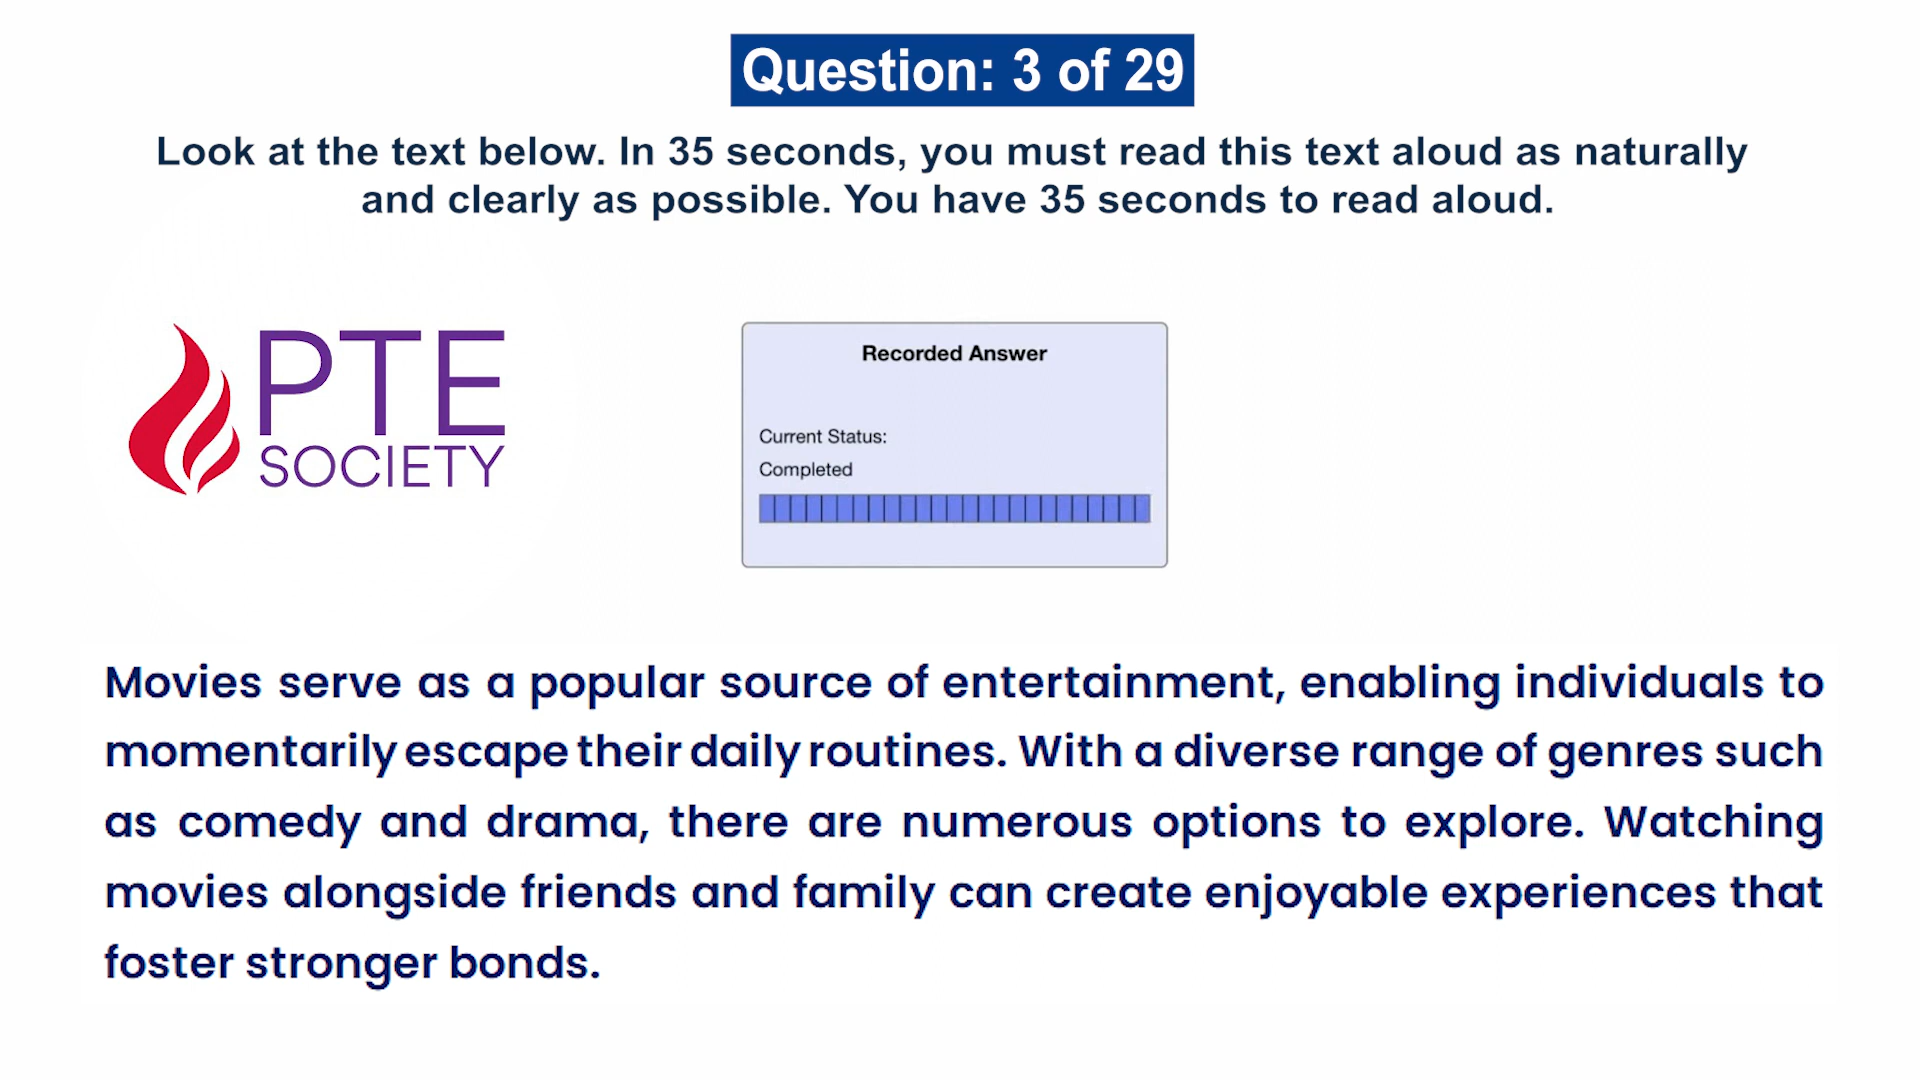 Question: 3 of 29
Look at the text below. In 35 seconds, you must read this text aloud as naturally
and clearly as possible. You have 35 seconds to read aloud.
PTE
SOCIETY
Recorded Answer
Current Status:
Completed
Movies serve as a popular source of entertainment, enabling individuals to
momentarily escape their daily routines. With a diverse range of genres such
as comedy and drama, there are numerous options to explore. Watching
movies alongside friends and family can create enjoyable experiences that
foster stronger bonds.